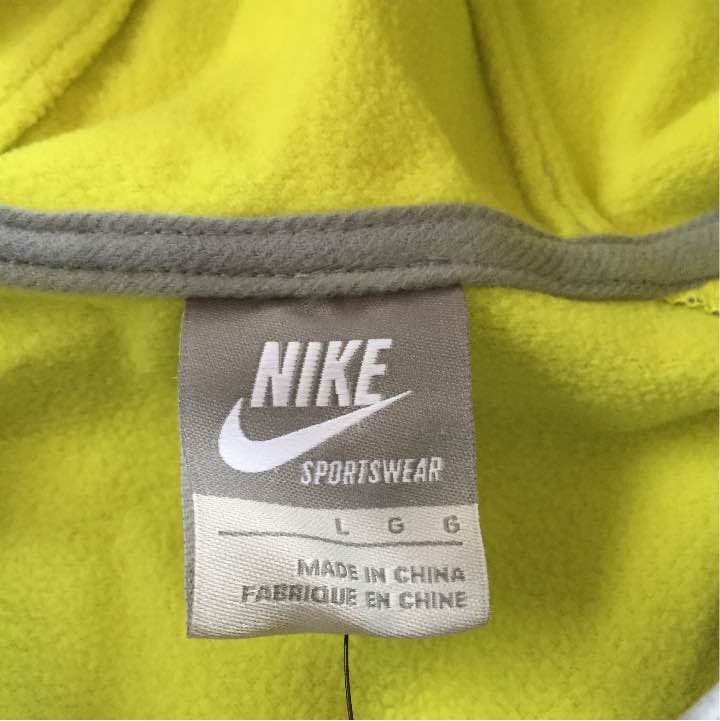 NIKE
SPORTSWEAR
L G G
MADE IN CHINA
FABRIQUE EN CHINE